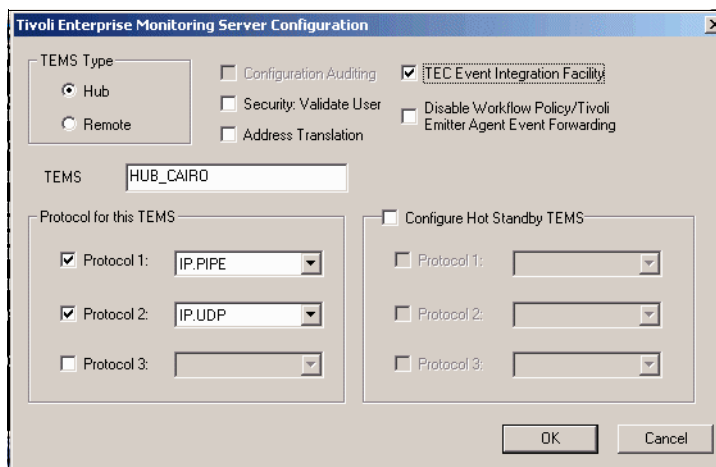 Tivoli Enterprise Monitoring Server Configuration
TEMS Type
Hub
Remote
Configuration Auditing
Security: Validate User
Address Translation
TEC Event Integration Facility
Disable Workflow Policy/Tivoli
Emitter Agent Event Forwarding
TEMS HUB_CAIRO
Protocol for this TEMS
Protocol 1: IP.PIPE
Protocol 2: IP.UDP
Protocol 3:
Configure Hot Standby TEMS
Protocol 1:
Protocol 2:
Protocol 3:
OK Cancel